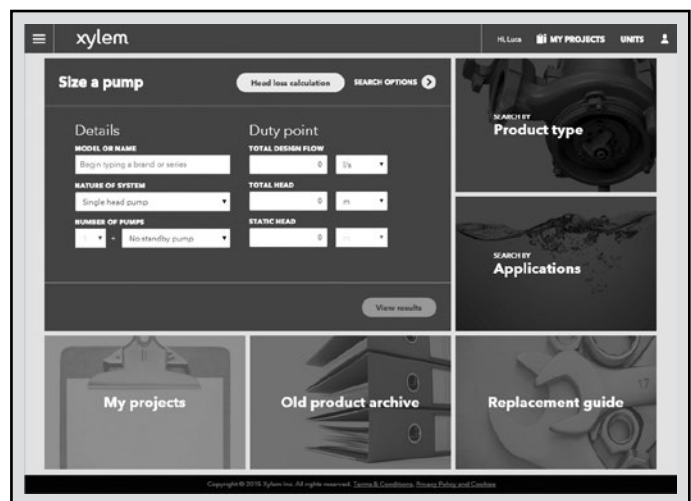 xylem
Hi, Luca
MY PROJECTS
UNITS
Size a pump
Head loss calculation
SEARCH OPTIONS
Details
MODEL OR NAME
Begin typing a brand or series
NATURE OF SYSTEM
Single head pump
NUMBER OF PUMPS
1 + No standby pump
Duty point
TOTAL DESIGN FLOW
0 l/s
TOTAL HEAD
0 m
STATIC HEAD
0 m
View results
SEARCH BY
Product type
SEARCH BY
Applications
My projects
Old product archive
Replacement guide
17
Copyright © 2015 Xylem Inc. All rights reserved. Terms & Conditions, Privacy Policy and Cookies